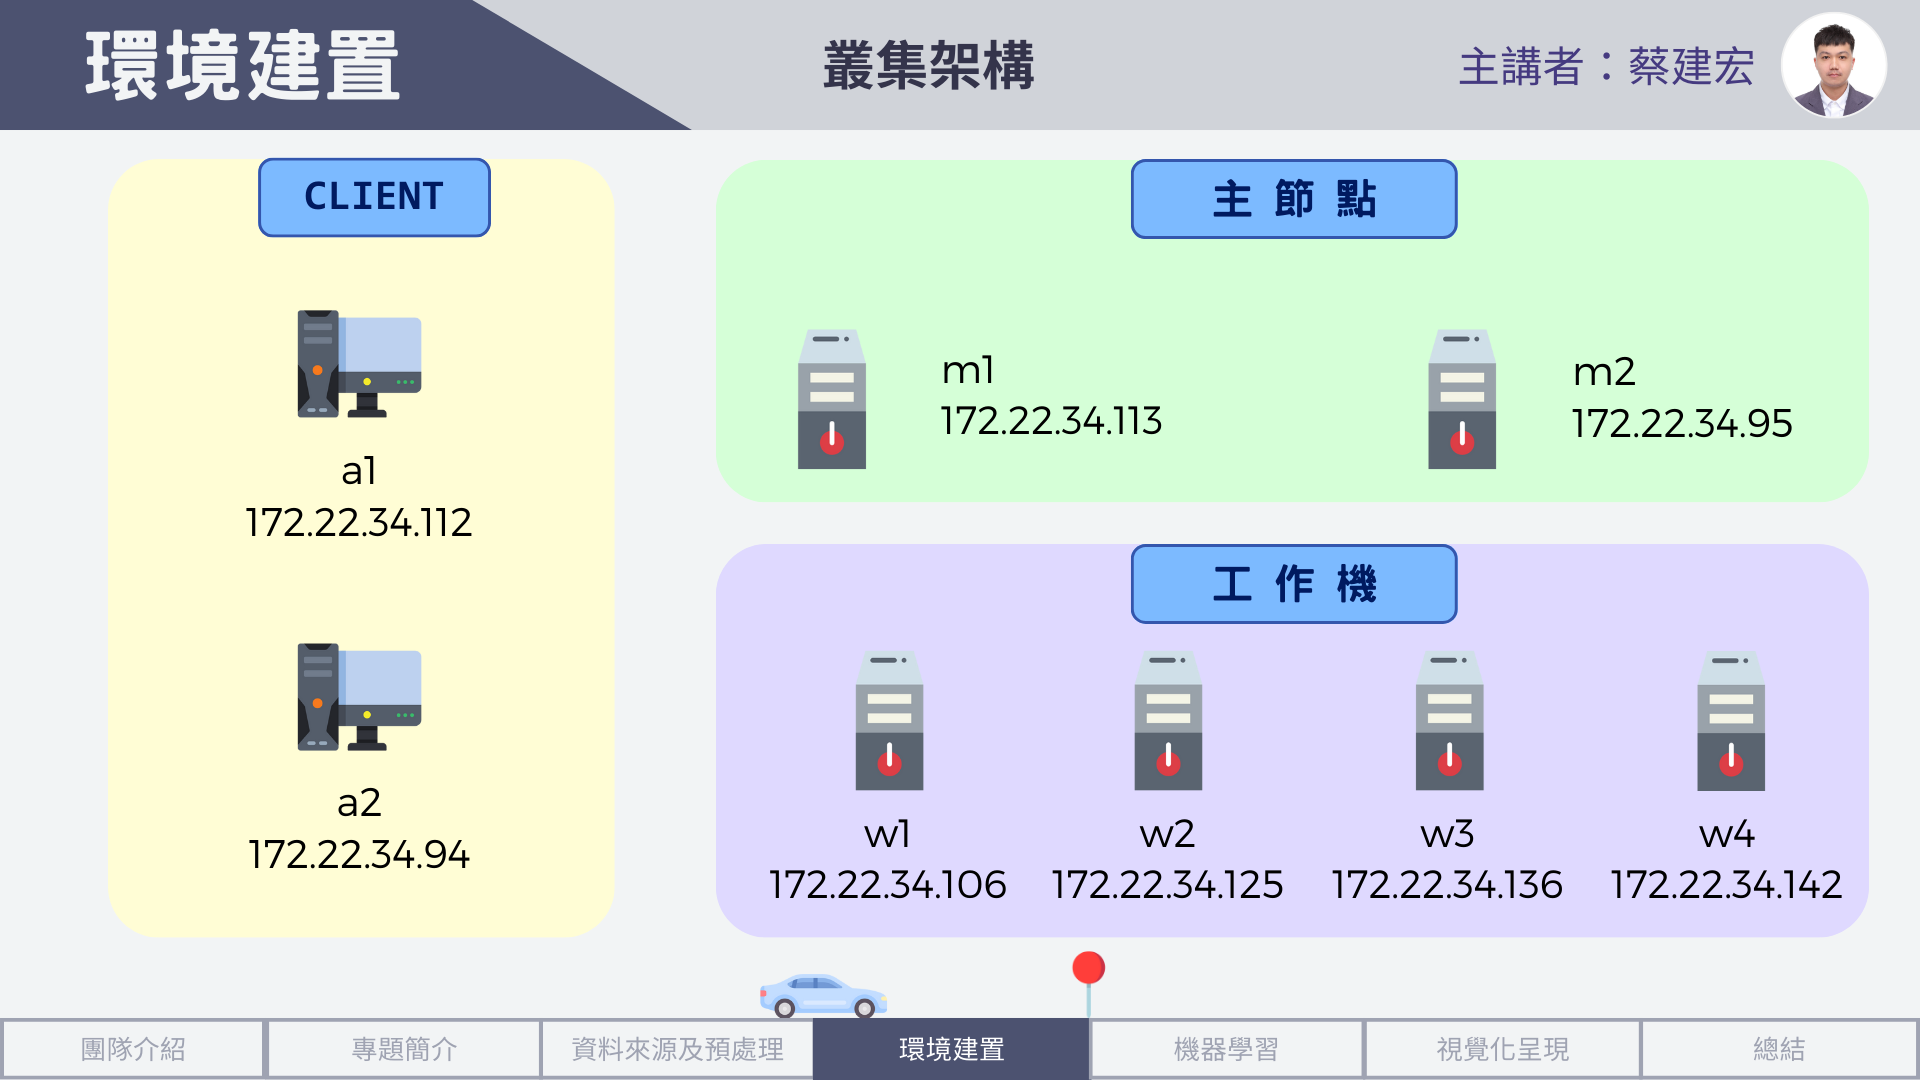 環境建置
叢集架構
主講者：蔡建宏
CLIENT
a1
172.22.34.112
a2
172.22.34.94
主節點
m1
172.22.34.113
m2
172.22.34.95
工作機
w1
172.22.34.106
w2
172.22.34.125
w3
172.22.34.136
w4
172.22.34.142
團隊介紹
專題簡介
資料來源及預處理
環境建置
機器學習
視覺化呈現
總結